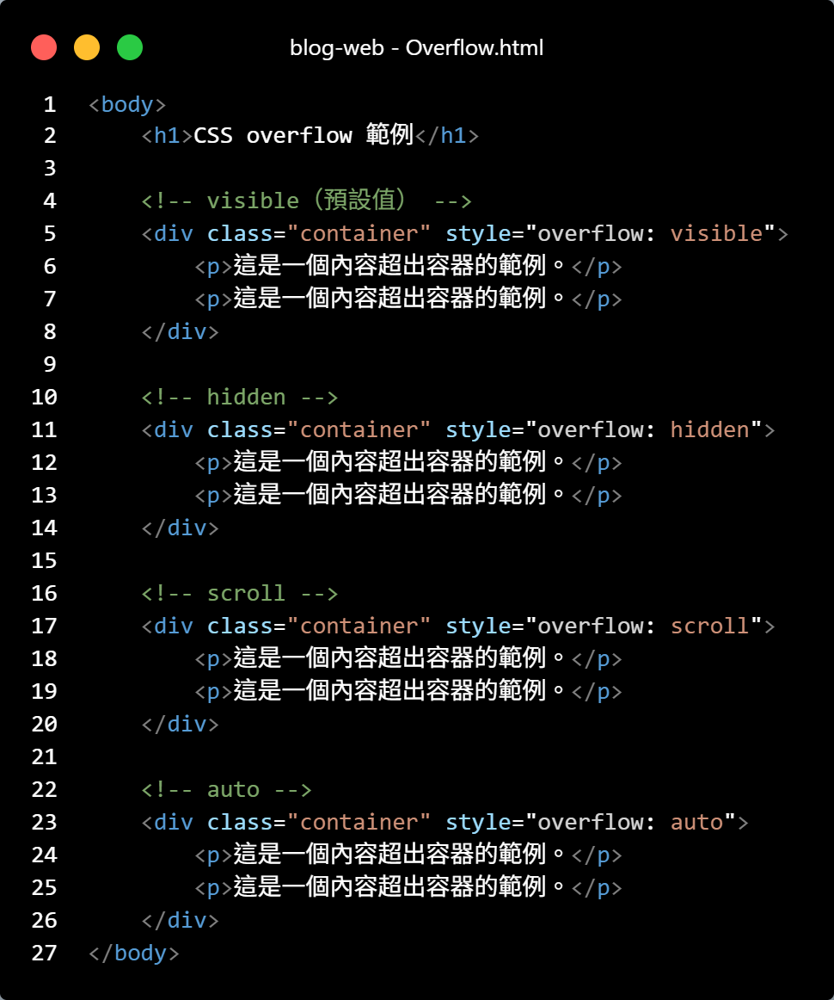 blog-web - Overflow.html
1 <body>
2     <h1>CSS overflow 範例</h1>
3
4     <!-- visible（預設值） -->
5     <div class="container" style="overflow: visible">
6         <p>這是一個內容超出容器的範例。</p>
7         <p>這是一個內容超出容器的範例。</p>
8     </div>
9
10     <!-- hidden -->
11     <div class="container" style="overflow: hidden">
12         <p>這是一個內容超出容器的範例。</p>
13         <p>這是一個內容超出容器的範例。</p>
14     </div>
15
16     <!-- scroll -->
17     <div class="container" style="overflow: scroll">
18         <p>這是一個內容超出容器的範例。</p>
19         <p>這是一個內容超出容器的範例。</p>
20     </div>
21
22     <!-- auto -->
23     <div class="container" style="overflow: auto">
24         <p>這是一個內容超出容器的範例。</p>
25         <p>這是一個內容超出容器的範例。</p>
26     </div>
27 </body>